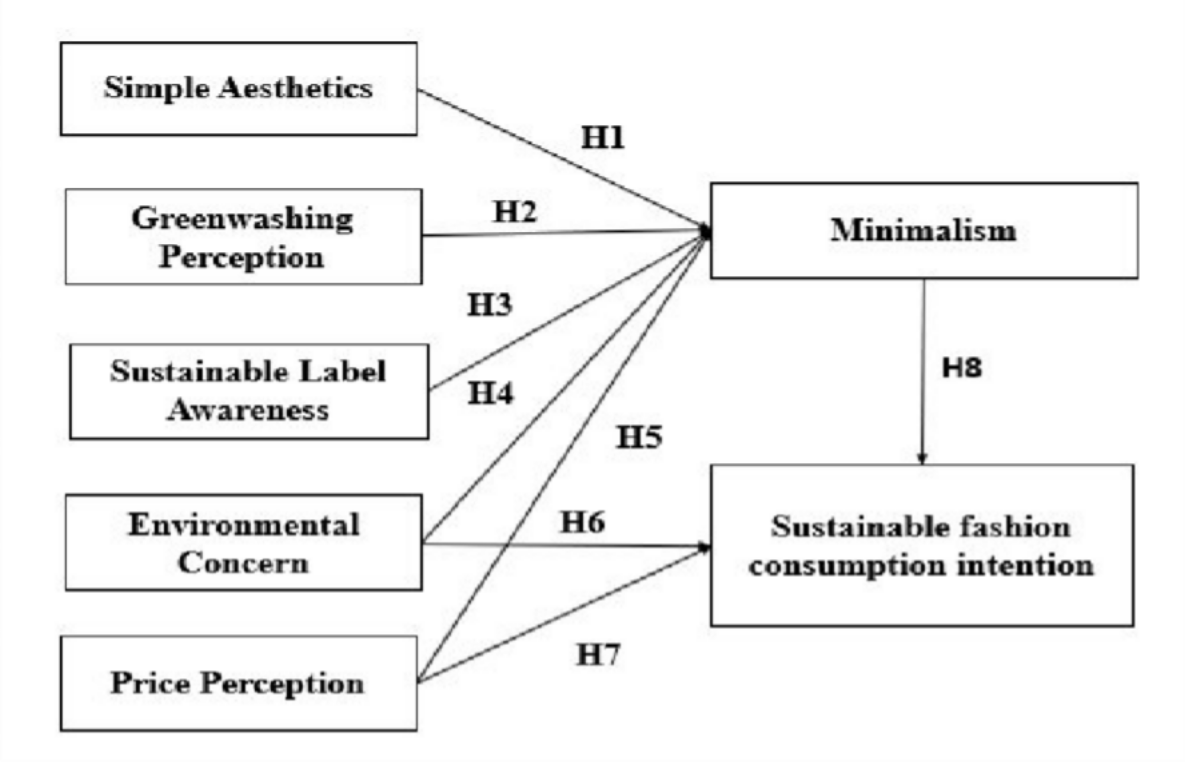 Simple Aesthetics
H1
Greenwashing
Perception
H2
Minimalism
H3
Sustainable Label
Awareness
H4
H8
H5
Environmental
Concern
H6
Sustainable fashion
consumption intention
Price Perception
H7